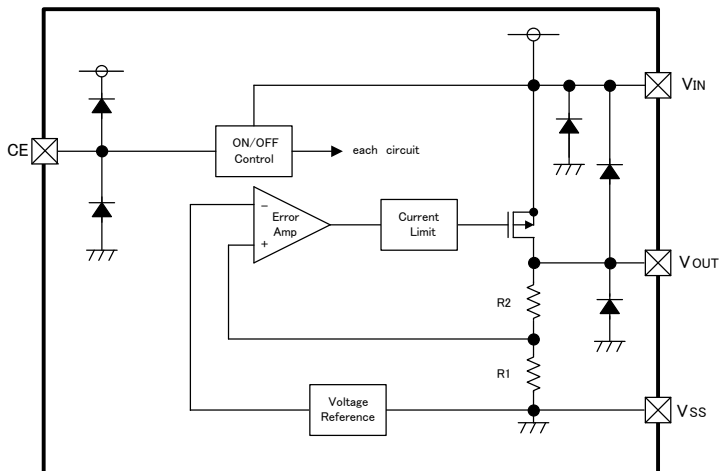 VIN
CE
ON/OFF
Control
each circuit
−
Error
Amp
+
Current
Limit
VOUT
R2
R1
Voltage
Reference
VSS